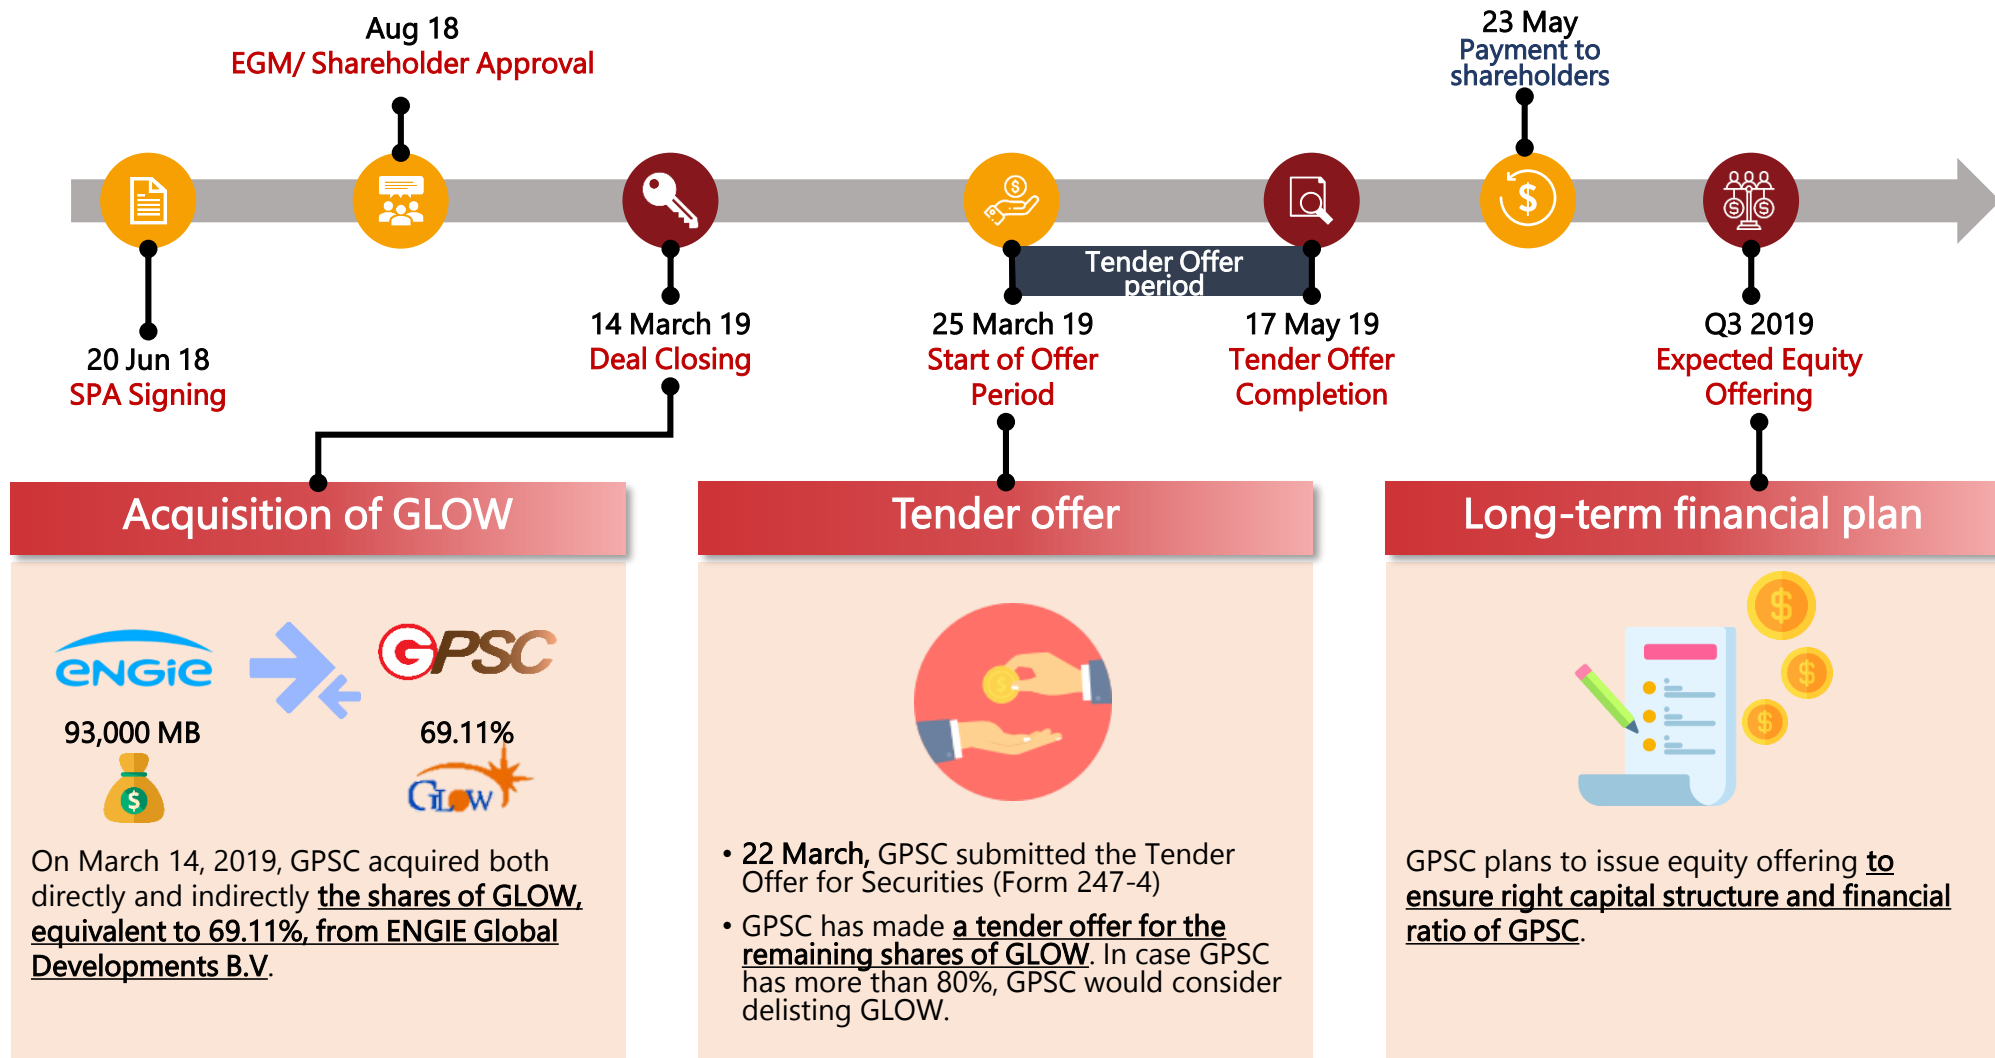 Aug 18
EGM/ Shareholder Approval
23 May
Payment to
shareholders
Tender Offer
period
20 Jun 18
SPA Signing
14 March 19
Deal Closing
25 March 19
Start of Offer
Period
17 May 19
Tender Offer
Completion
Q3 2019
Expected Equity
Offering
Acquisition of GLOW
ENGIE
GPSC
93,000 MB
69.11%
GLOW
On March 14, 2019, GPSC acquired both
directly and indirectly the shares of GLOW,
equivalent to 69.11%, from ENGIE Global
Developments B.V.
Tender offer
• 22 March, GPSC submitted the Tender
Offer for Securities (Form 247-4)
• GPSC has made a tender offer for the
remaining shares of GLOW. In case GPSC
has more than 80%, GPSC would consider
delisting GLOW.
Long-term financial plan
GPSC plans to issue equity offering to
ensure right capital structure and financial
ratio of GPSC.